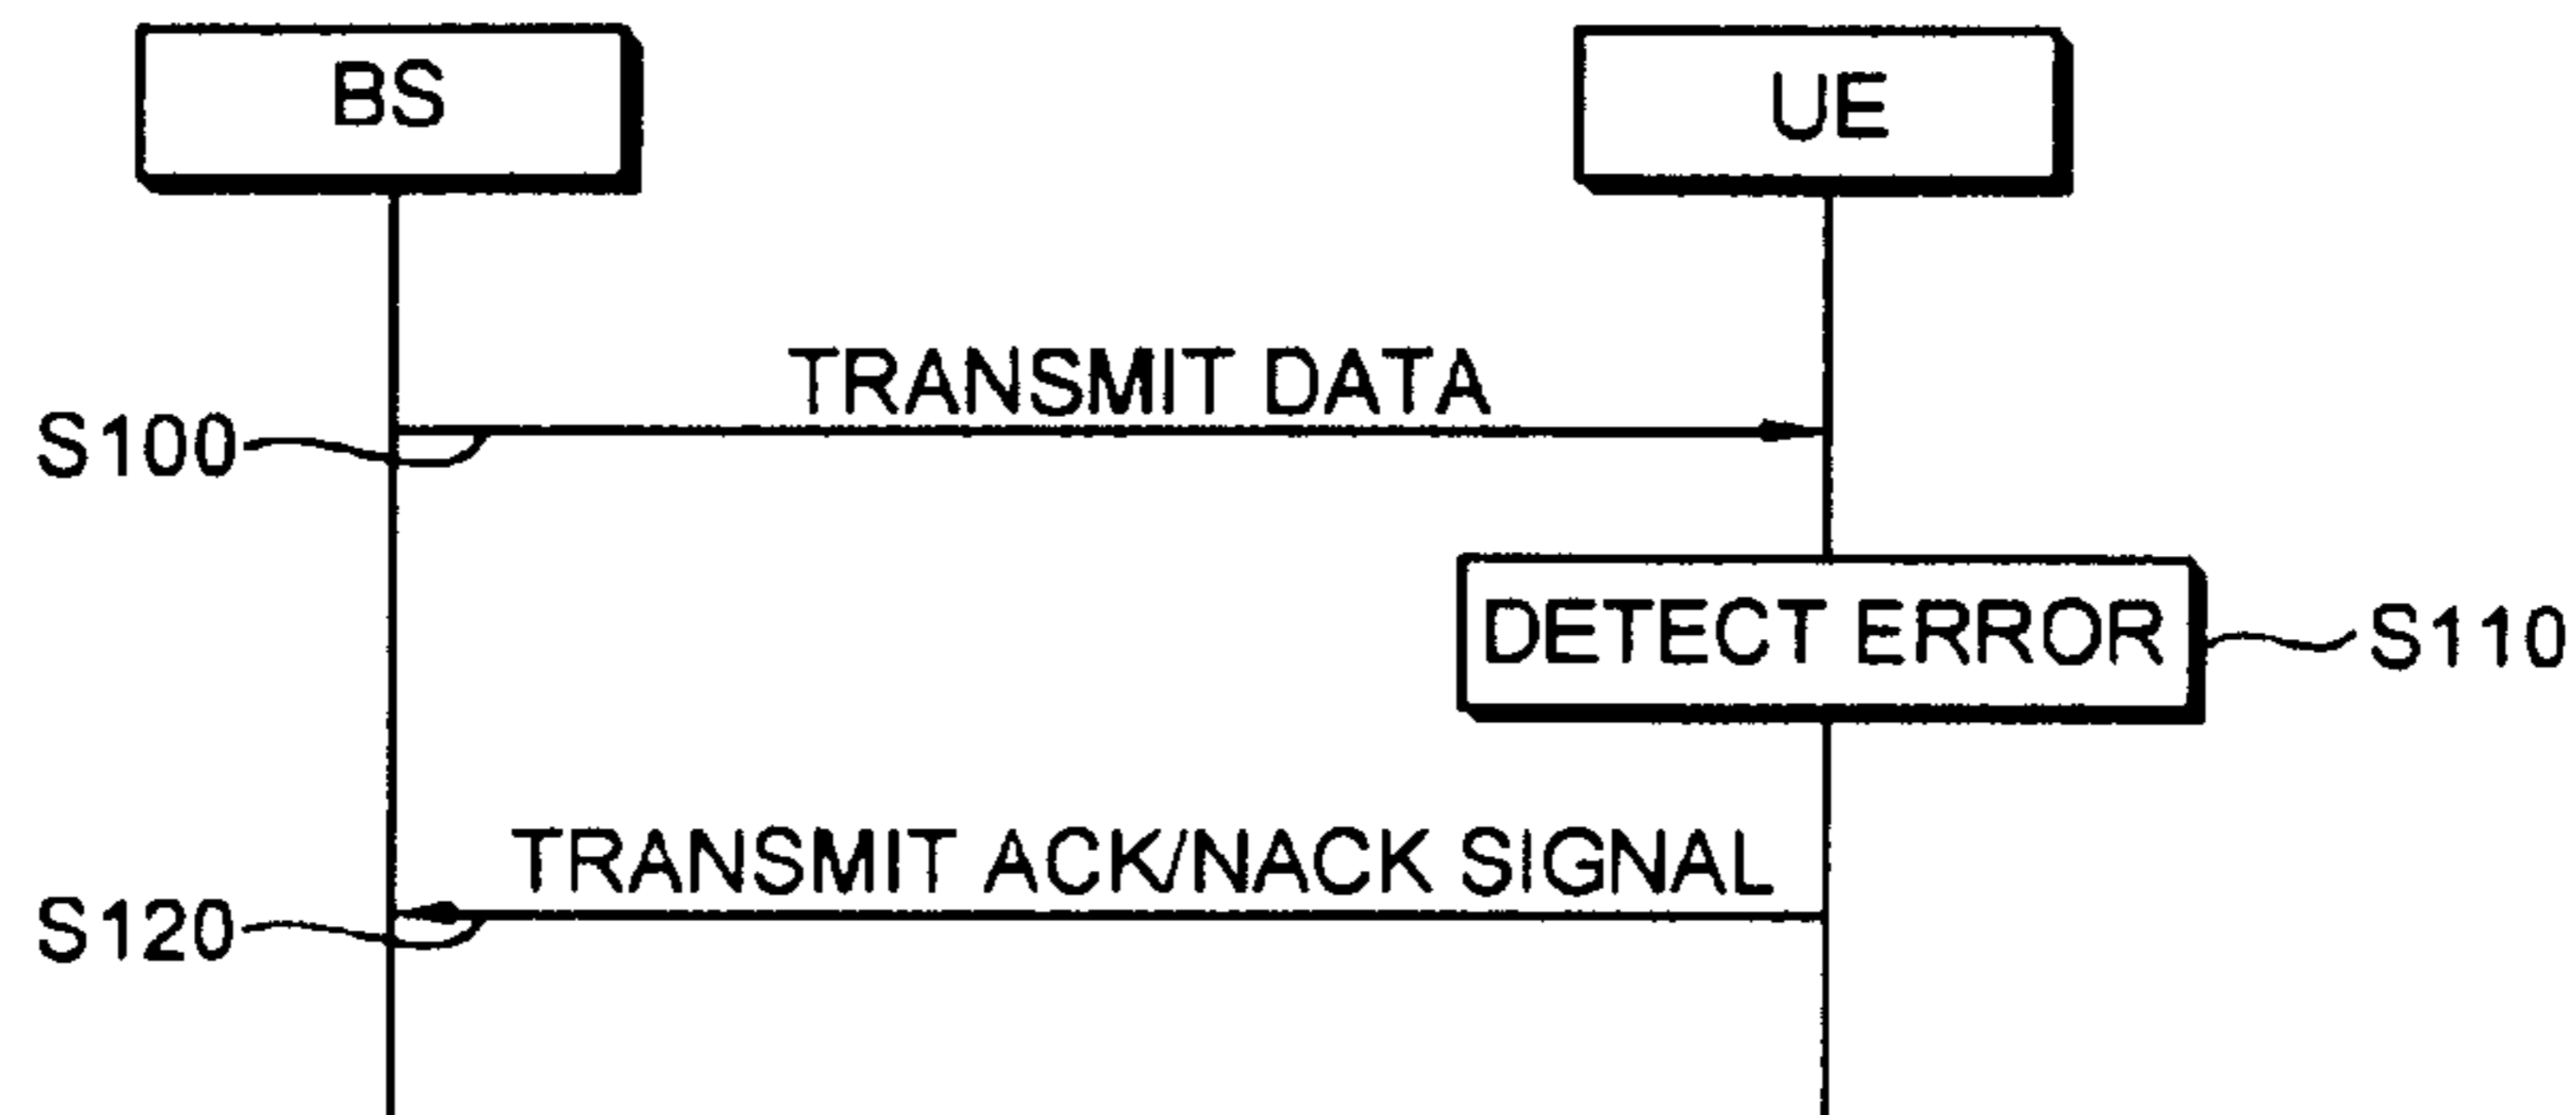 BS
UE
TRANSMIT DATA
S100
DETECT ERROR
S110
TRANSMIT ACK/NACK SIGNAL
S120